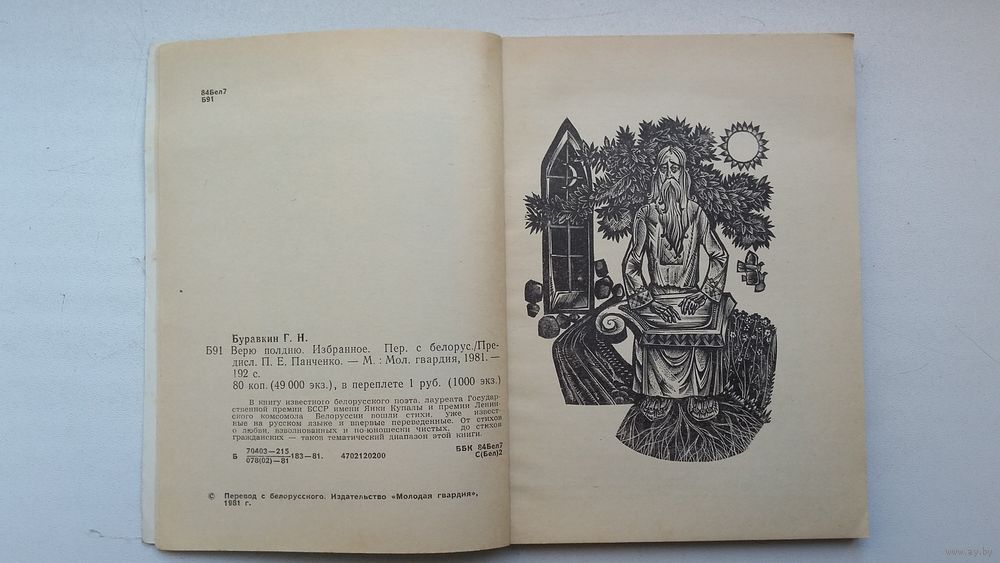 84Бел7
Б91
Буравкин Г. Н.
Б91 Верю полдню. Избранное. Пер. с белорус./Пре-
дисл. П. Е. Панченко. — М. : Мол. гвардия, 1981. —
192 с.
80 коп. (49 000 экз.), в переплете 1 руб. (1000 экз.)
В книгу известного белорусского поэта, лауреата Государ-
ственной премии БССР имени Янки Купалы и премии Ленин-
ского комсомола Белоруссии вошли стихи, уже извест-
ные на русском языке и впервые переведенные. От стихов
о любви, взволнованных и по-юношески чистых, до стихов
гражданских — таков тематический диапазон этой книги.
Б 70403—215
078(02)—81 183—81. 4702120200
ББК 84Бел7
С(Бел)2
© Перевод с белорусского. Издательство «Молодая гвардия»,
1981 г.
www.ay.by